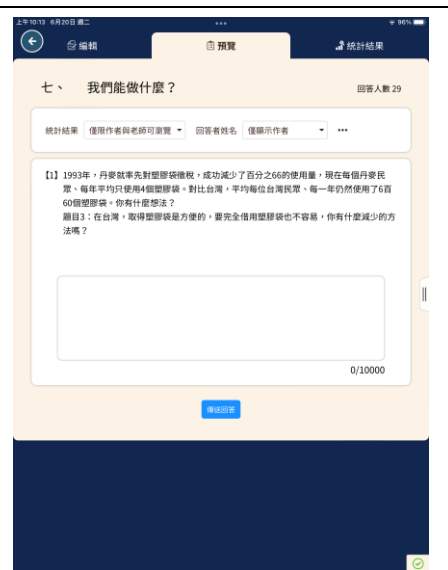 上午10:13 6月20日 週二
96%
編輯
預覽
統計結果
七、 我們能做什麼？
回答人數 29
統計結果 僅限作者與老師可瀏覽 回答者姓名 僅顯示作者
【1】1993年，丹麥就率先對塑膠袋徵稅，成功減少了百分之66的使用量，現在每個丹麥民
眾、每年平均只使用4個塑膠袋。對比台灣，平均每位台灣民眾、每一年仍然使用了6百
60個塑膠袋。你有什麼想法？
題目3：在台灣，取得塑膠袋是方便的，要完全借用塑膠袋也不容易，你有什麼減少的方
法嗎？
0/10000
傳送回答